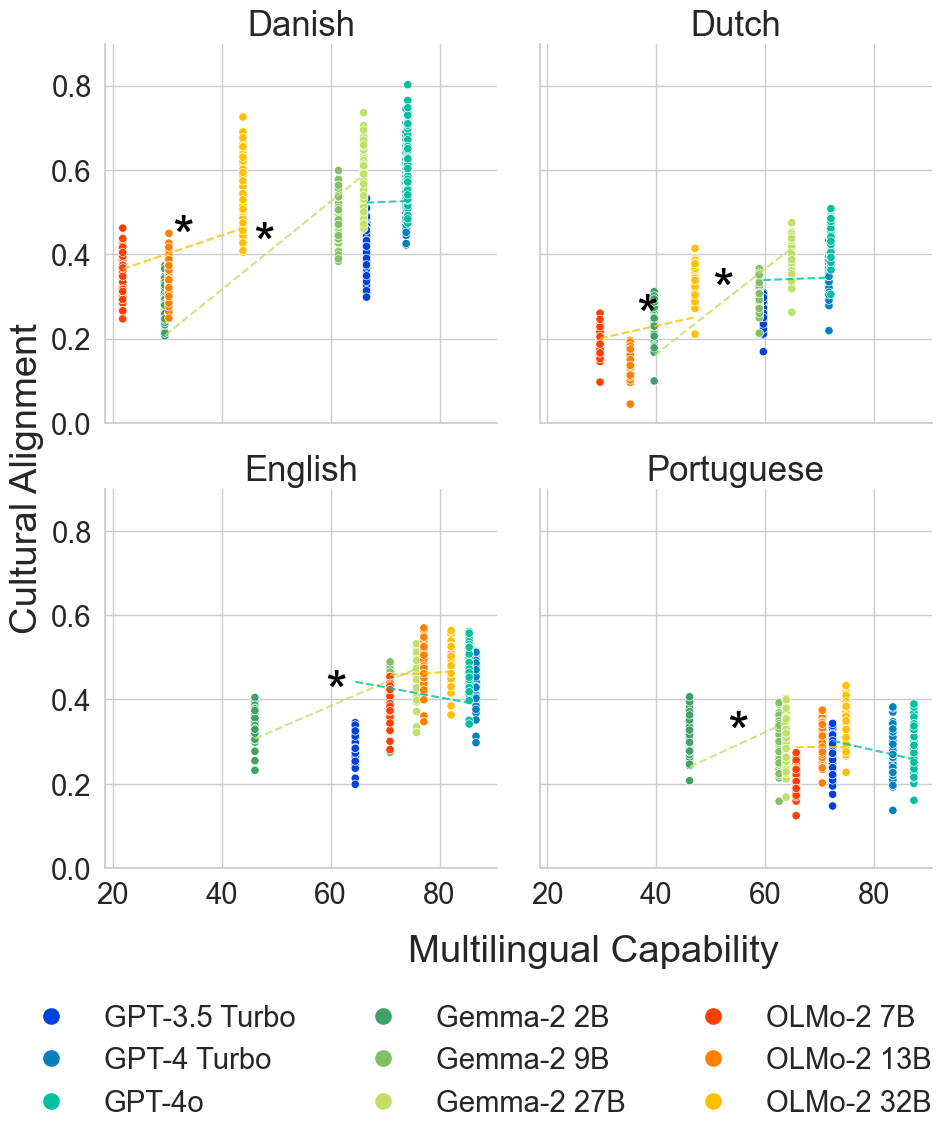 Danish
Dutch
0.8
0.6
0.4
0.2
0.0
*
*
*
*
English
Portuguese
Cultural Alignment
0.8
0.6
0.4
0.2
0.0
*
*
20
40
60
80
20
40
60
80
Multilingual Capability
GPT-3.5 Turbo
Gemma-2 2B
OLMo-2 7B
GPT-4 Turbo
Gemma-2 9B
OLMo-2 13B
GPT-4o
Gemma-2 27B
OLMo-2 32B